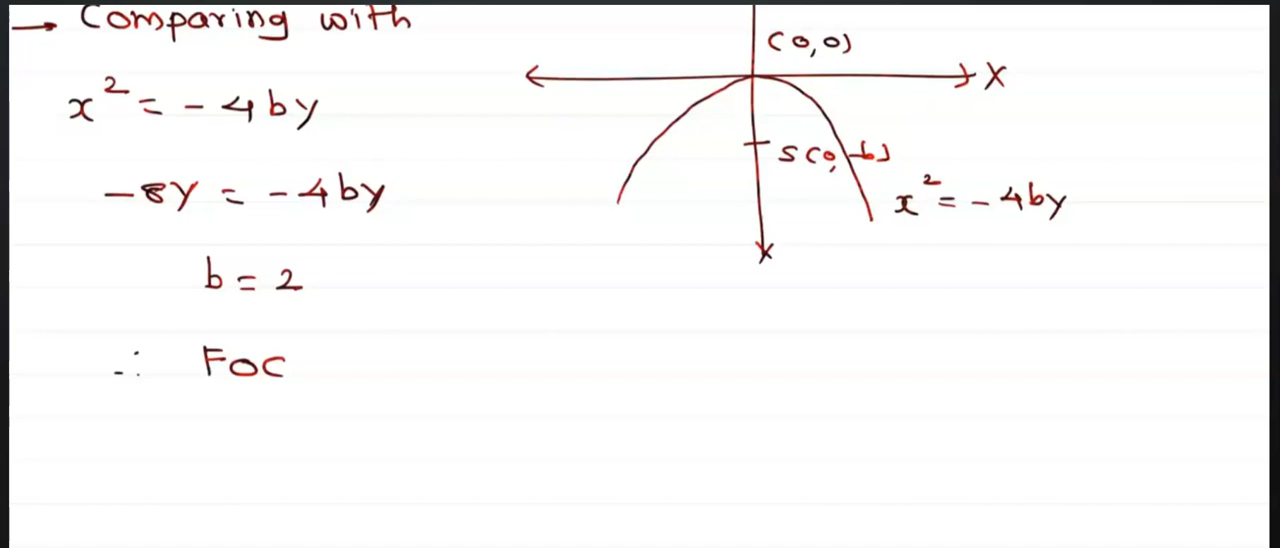 → Comparing with
x² = - 4by
-8y = -4by
b = 2
∴ Foc
(0,0)
X
S(0,-b)
x² = - 4by